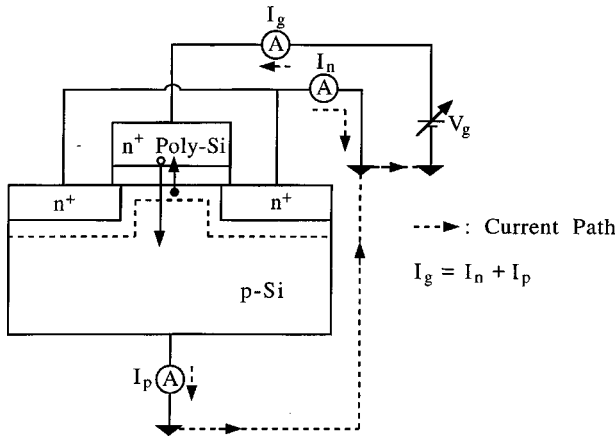 I_g
A
I_n
A
V_g
n⁺ Poly-Si
n⁺
n⁺
: Current Path
I_g = I_n + I_p
p-Si
I_p
A